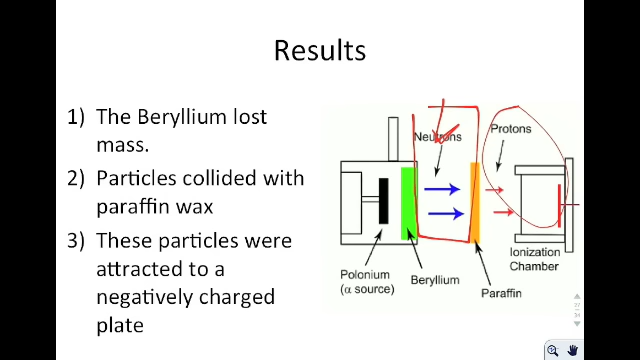 Results
1) The Beryllium lost
mass.
2) Particles collided with
paraffin wax
3) These particles were
attracted to a
negatively charged
plate
Neutrons
Protons
Polonium
(α source)
Beryllium
Paraffin
Ionization
Chamber